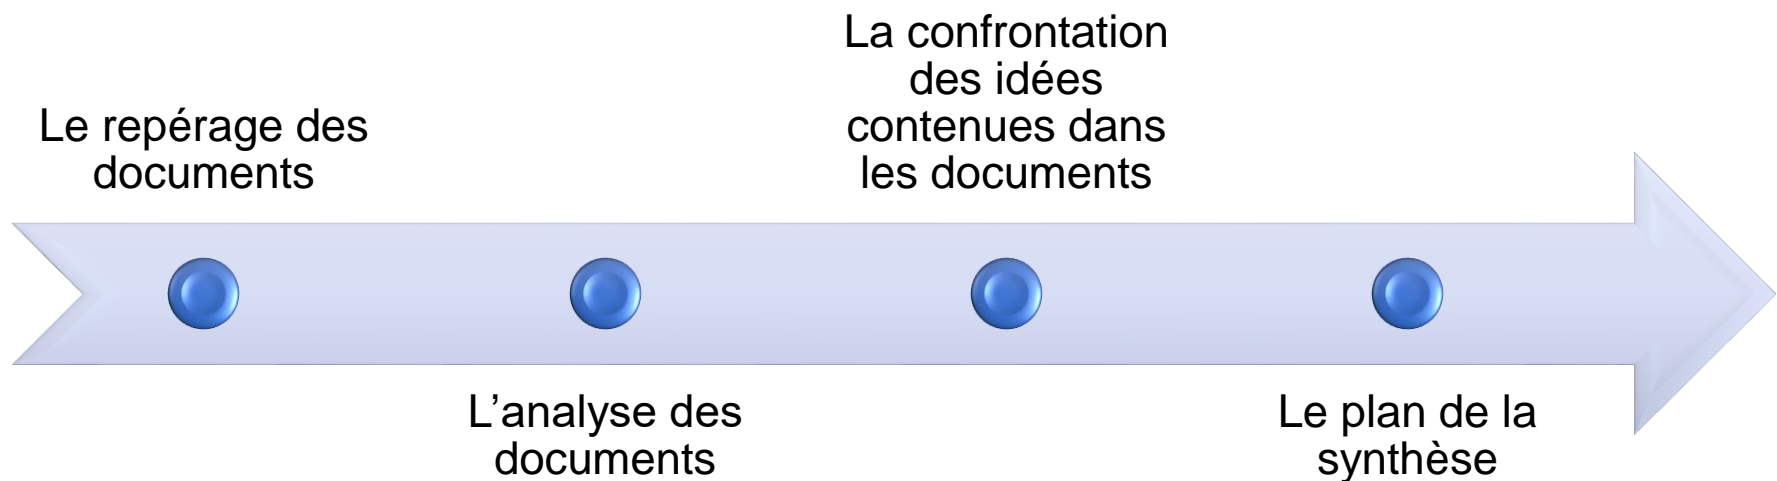 Le repérage des
documents
L’analyse des
documents
La confrontation
des idées
contenues dans
les documents
Le plan de la
synthèse